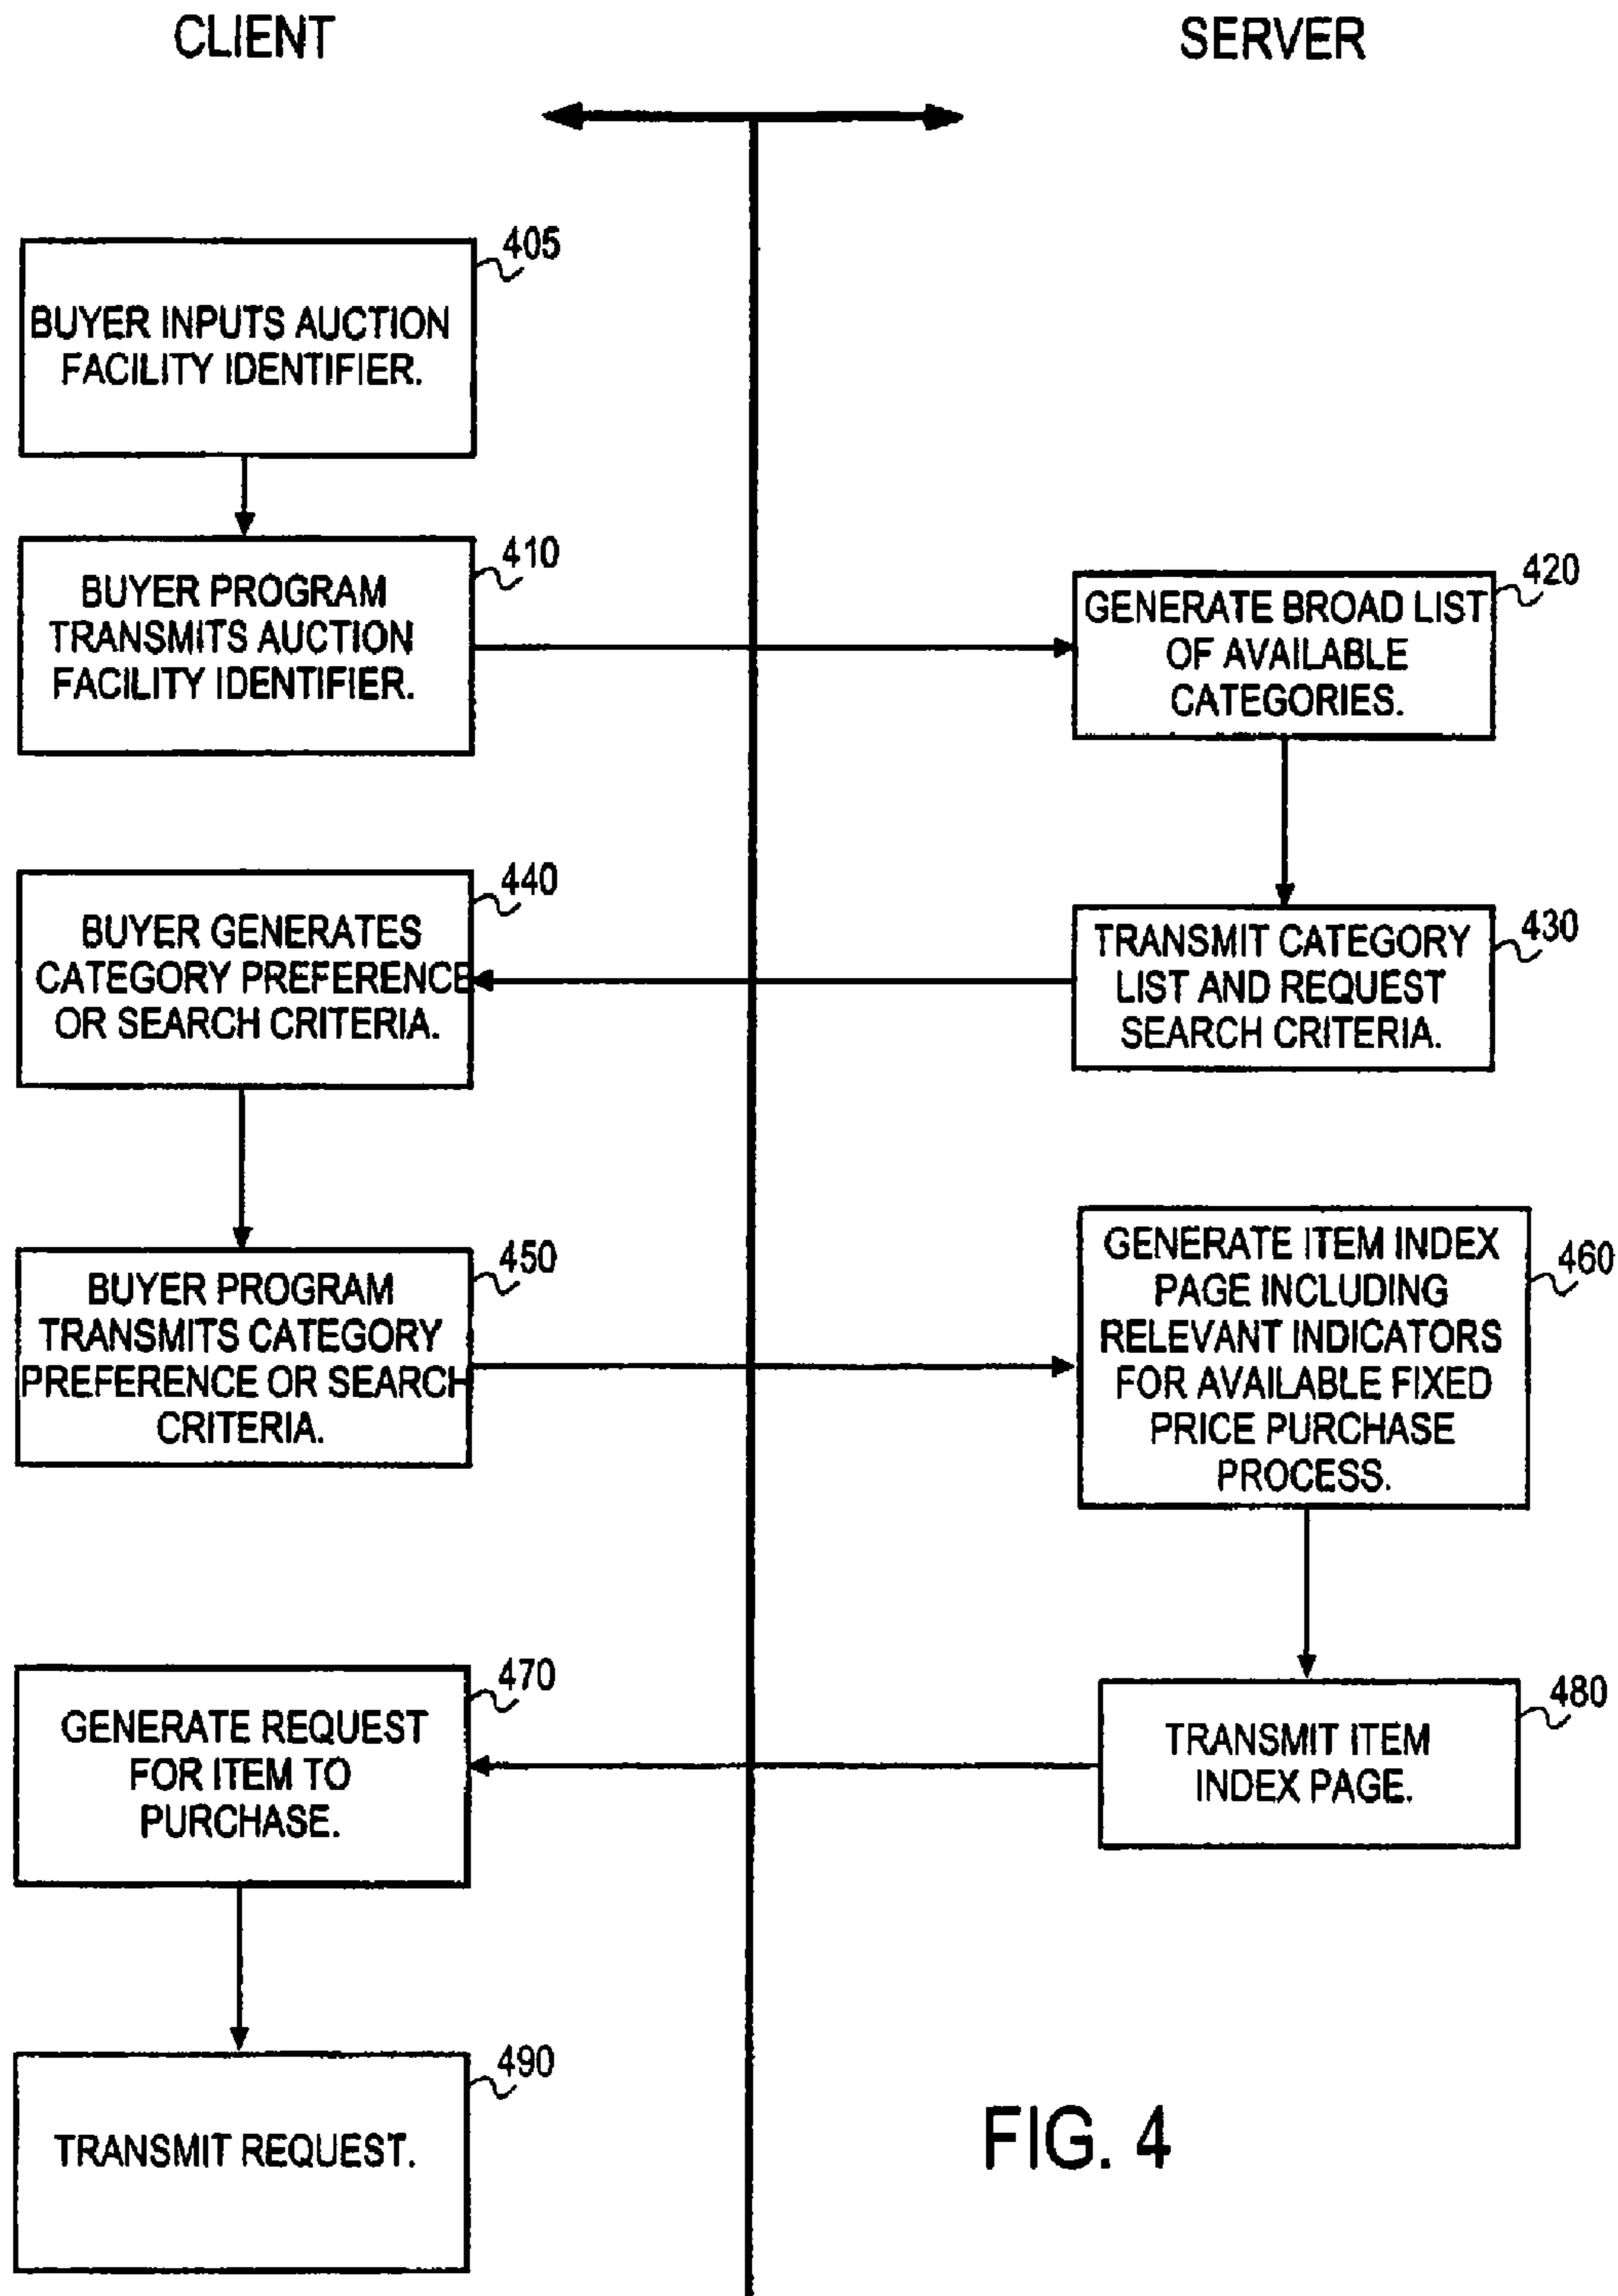 CLIENT
SERVER
405
BUYER INPUTS AUCTION
FACILITY IDENTIFIER.
410
BUYER PROGRAM
TRANSMITS AUCTION
FACILITY IDENTIFIER.
420
GENERATE BROAD LIST
OF AVAILABLE
CATEGORIES.
430
TRANSMIT CATEGORY
LIST AND REQUEST
SEARCH CRITERIA.
440
BUYER GENERATES
CATEGORY PREFERENCE
OR SEARCH CRITERIA.
450
BUYER PROGRAM
TRANSMITS CATEGORY
PREFERENCE OR SEARCH
CRITERIA.
460
GENERATE ITEM INDEX
PAGE INCLUDING
RELEVANT INDICATORS
FOR AVAILABLE FIXED
PRICE PURCHASE
PROCESS.
480
TRANSMIT ITEM
INDEX PAGE.
470
GENERATE REQUEST
FOR ITEM TO
PURCHASE.
490
TRANSMIT REQUEST.
FIG. 4